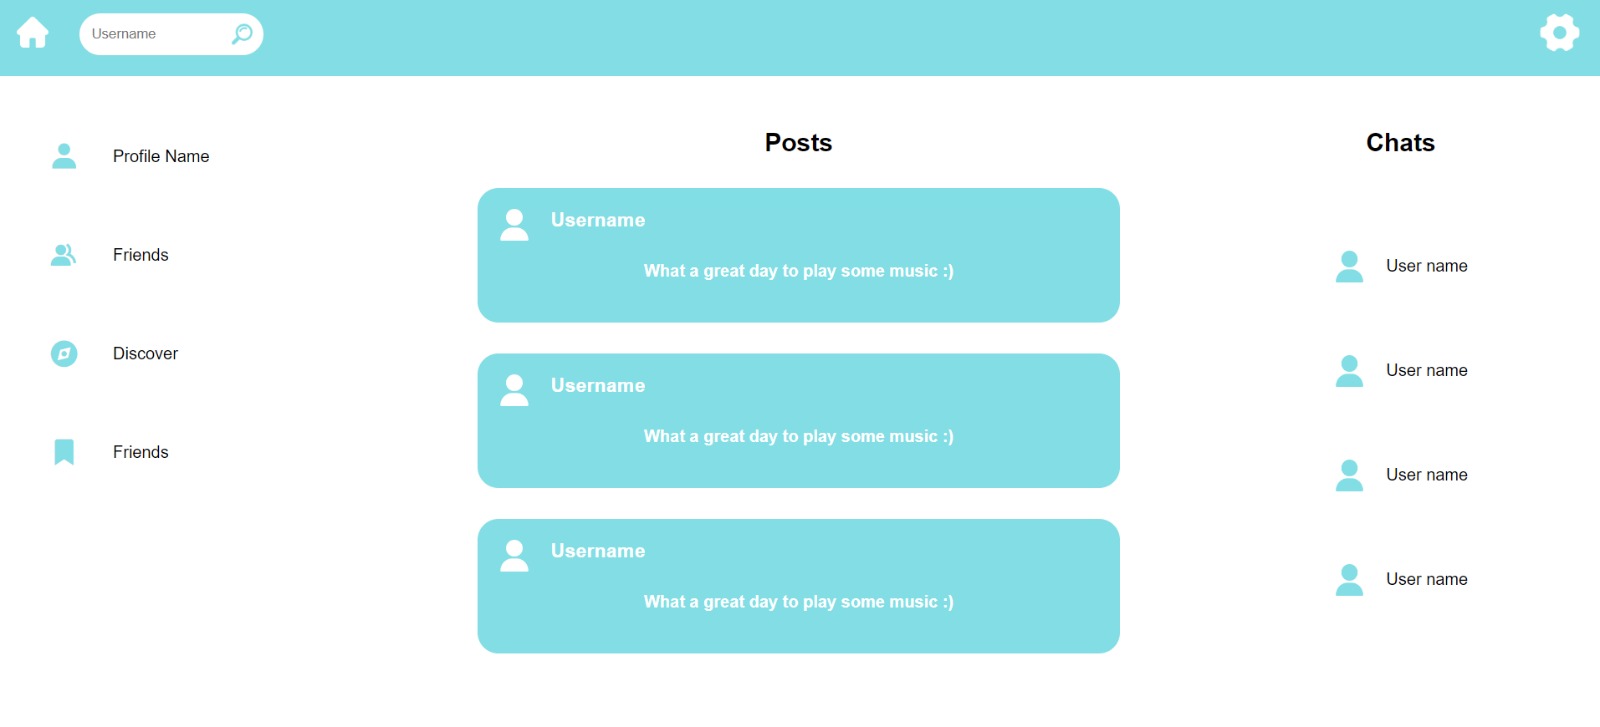 Username
Profile Name
Friends
Discover
Friends
Posts
Username
What a great day to play some music :)
Username
What a great day to play some music :)
Username
What a great day to play some music :)
Chats
User name
User name
User name
User name